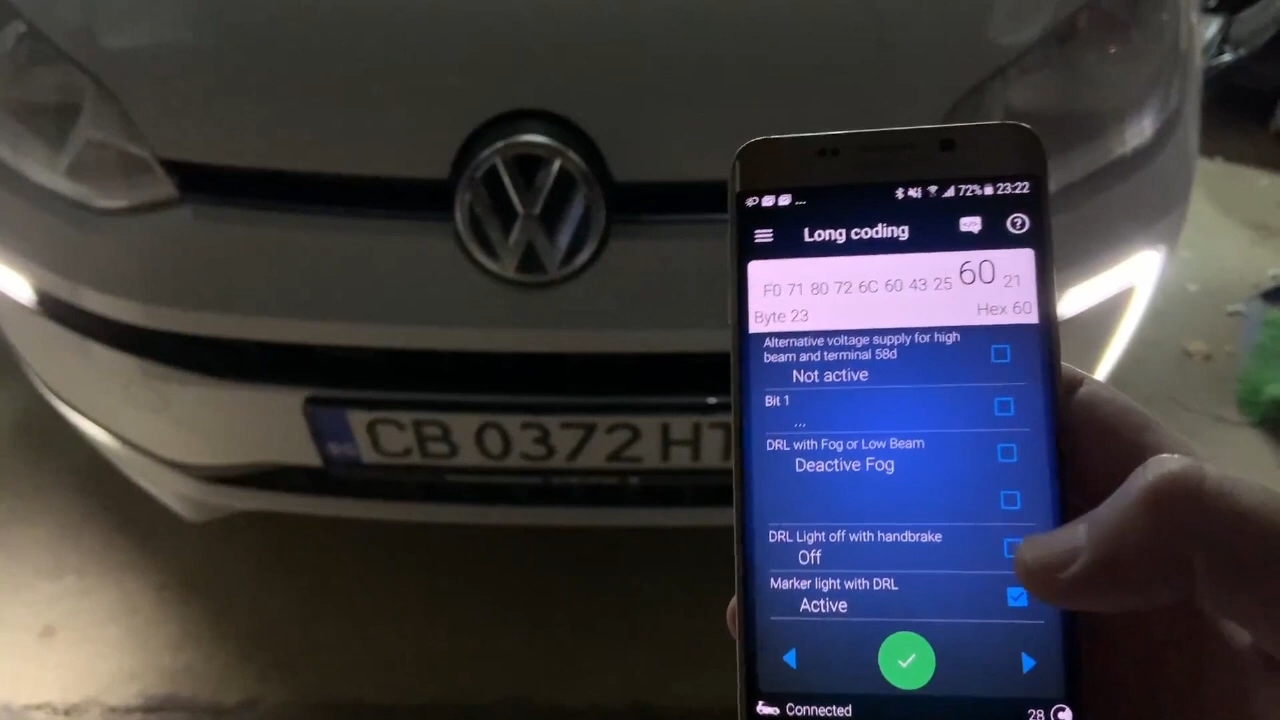 72% 23:22
Long coding
F0 71 80 72 6C 60 43 25 60 21
Byte 23 Hex 60
Alternative voltage supply for high
beam and terminal 58d
Not active
Bit 1
...
DRL with Fog or Low Beam
Deactive Fog
DRL Light off with handbrake
Off
Marker light with DRL
Active
Connected 28
CB 0372 HT